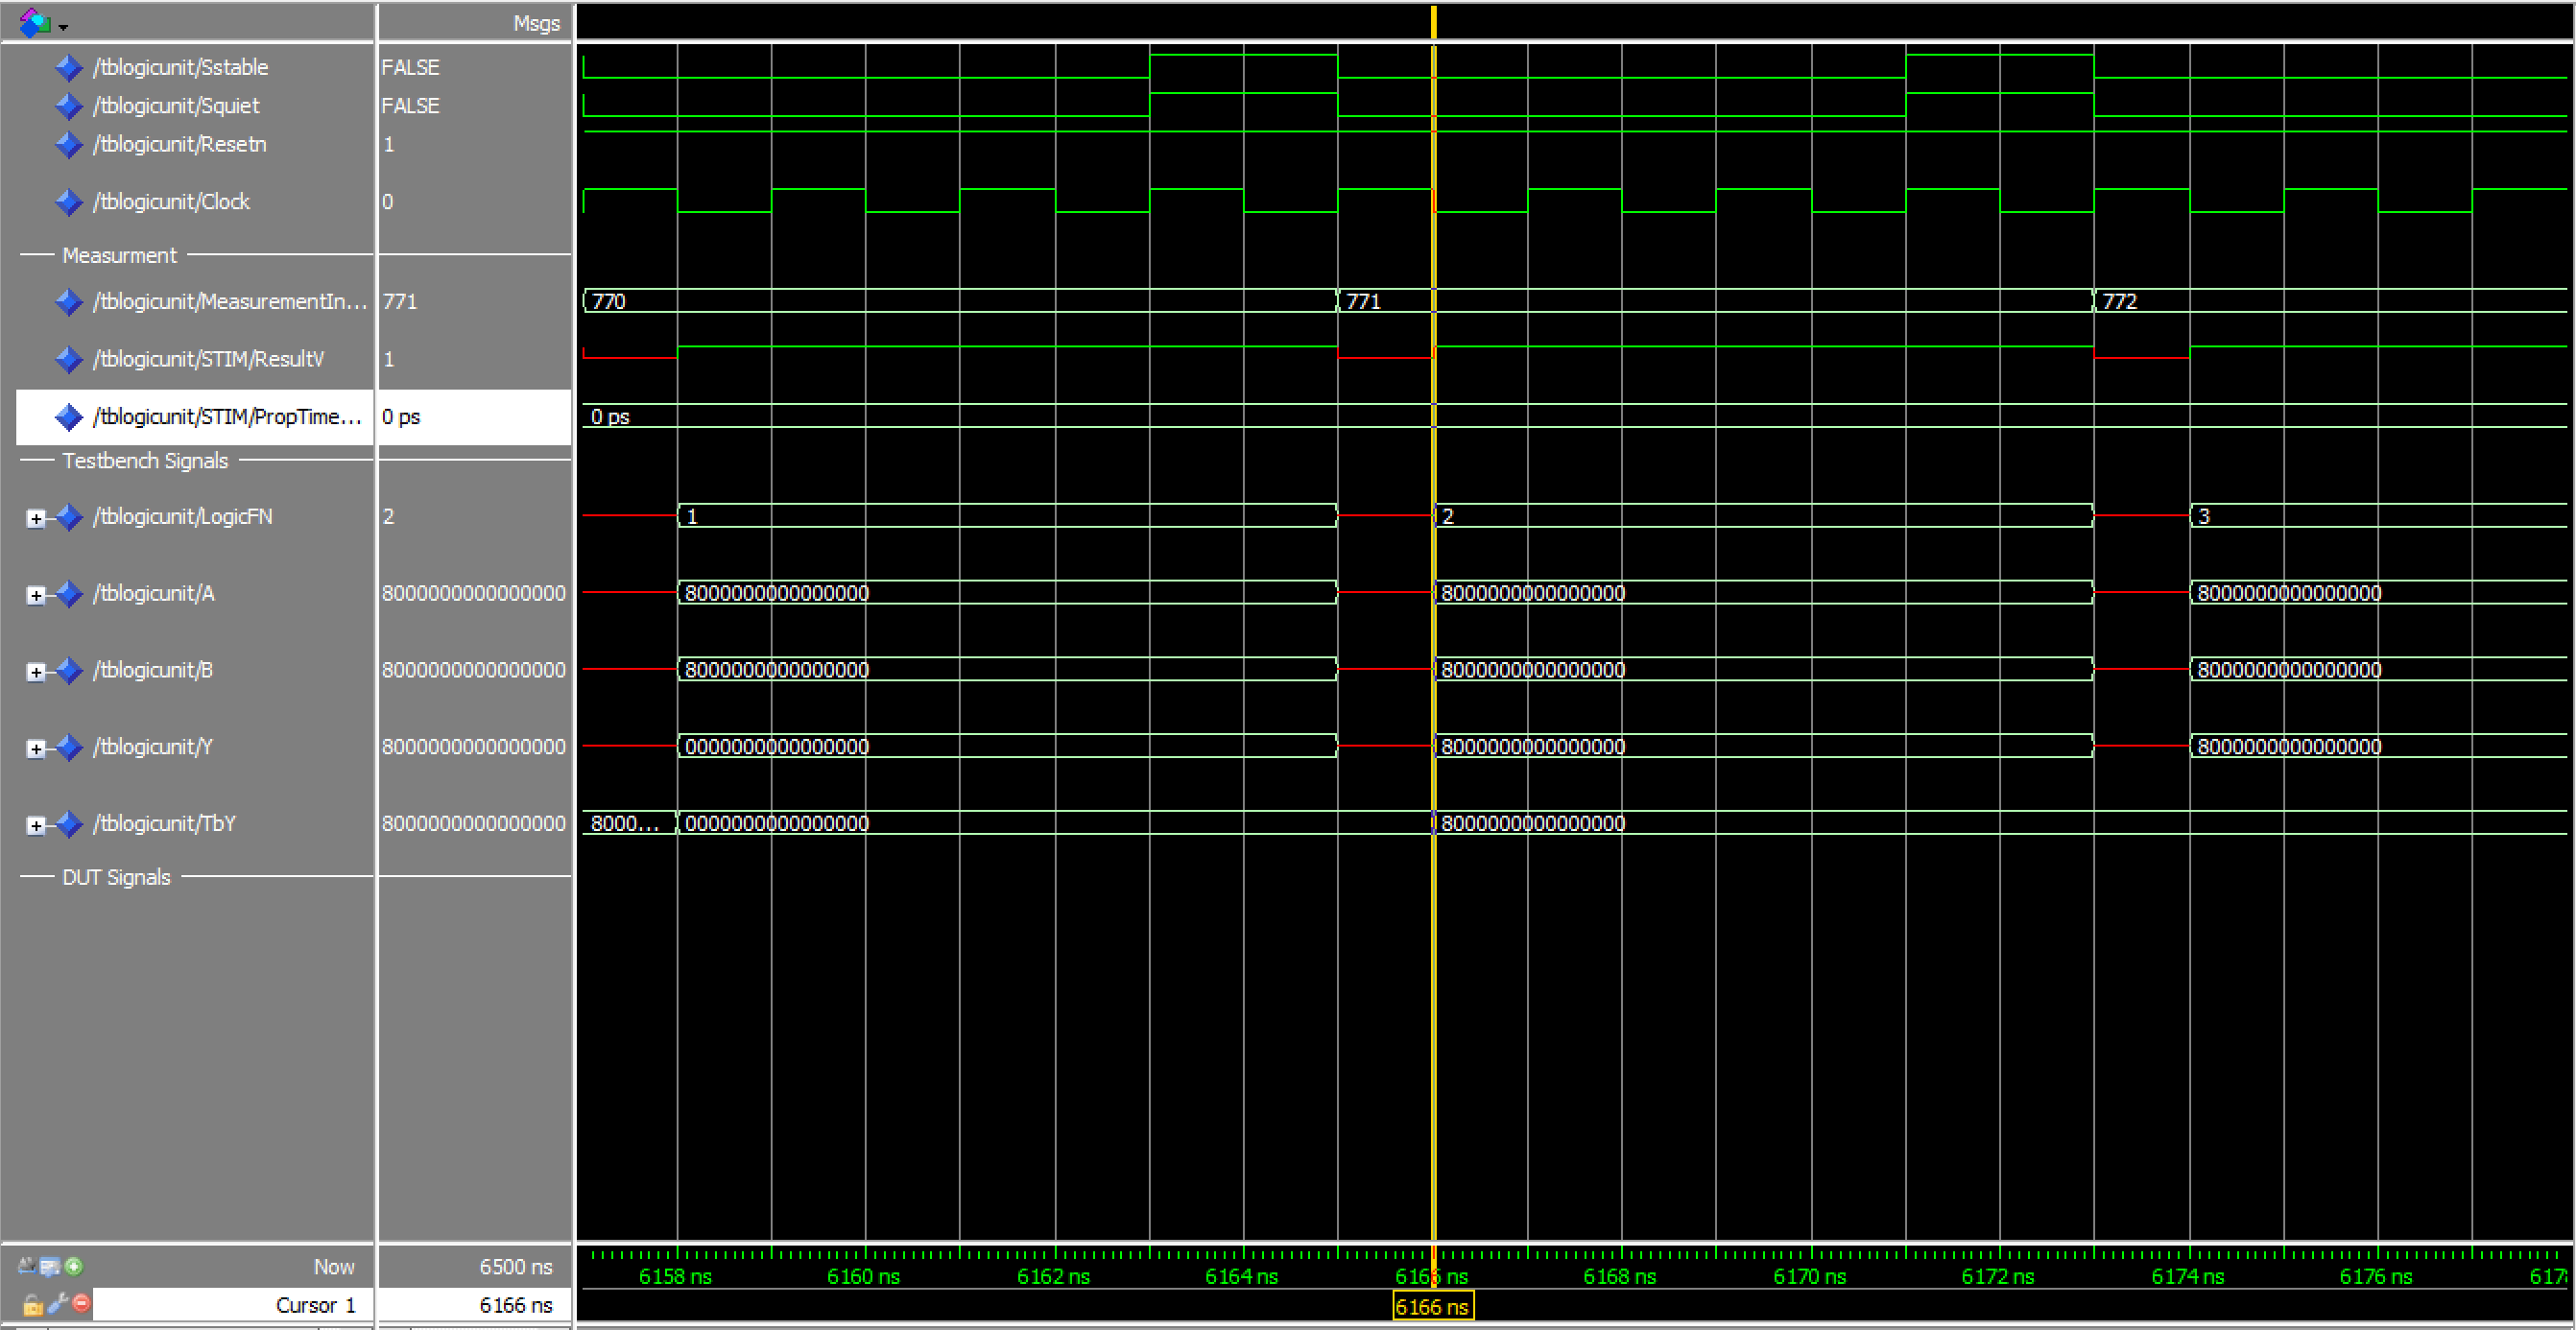 Msgs
/tblogicunit/Sstable FALSE
/tblogicunit/Squiet FALSE
/tblogicunit/Resetn 1
/tblogicunit/Clock 0
Measurment
/tblogicunit/MeasurementIn... 771 770 771 772
/tblogicunit/STIM/ResultV 1
/tblogicunit/STIM/PropTime... 0 ps 0 ps
Testbench Signals
/tblogicunit/LogicFN 2 1 2 3
/tblogicunit/A 8000000000000000 8000000000000000 8000000000000000 8000000000000000
/tblogicunit/B 8000000000000000 8000000000000000 8000000000000000 8000000000000000
/tblogicunit/Y 8000000000000000 0000000000000000 8000000000000000 8000000000000000
/tblogicunit/TbY 8000000000000000 8000... 0000000000000000 8000000000000000
DUT Signals
Now 6500 ns 6158 ns 6160 ns 6162 ns 6164 ns 6166 ns 6168 ns 6170 ns 6172 ns 6174 ns 6176 ns
Cursor 1 6166 ns 6166 ns